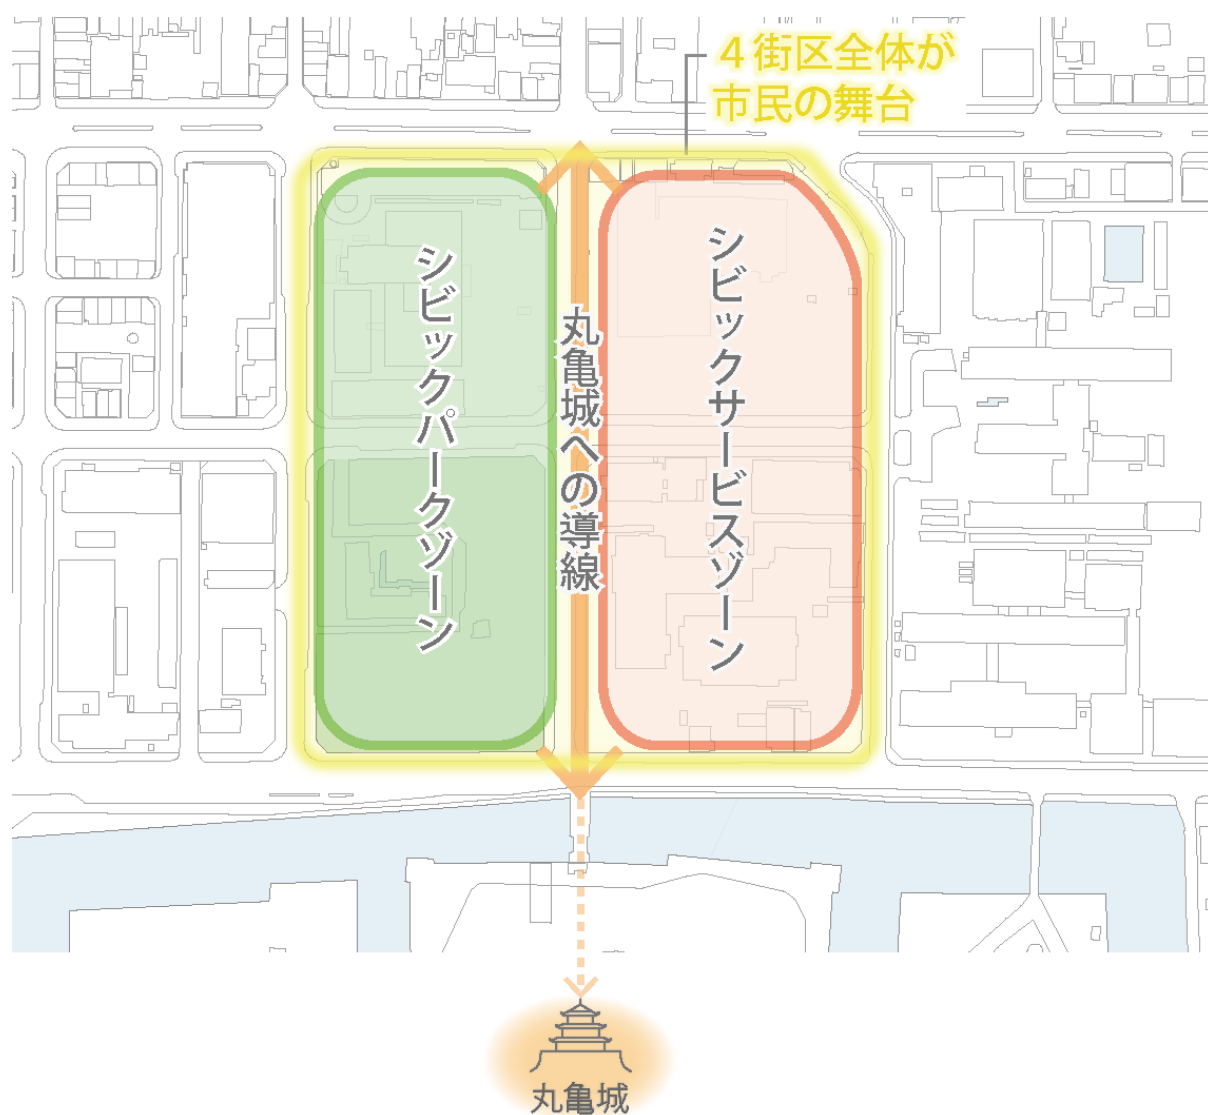 ４街区全体が
市民の舞台
シビックパークゾーン
丸亀城への導線
シビックサービスゾーン
丸亀城